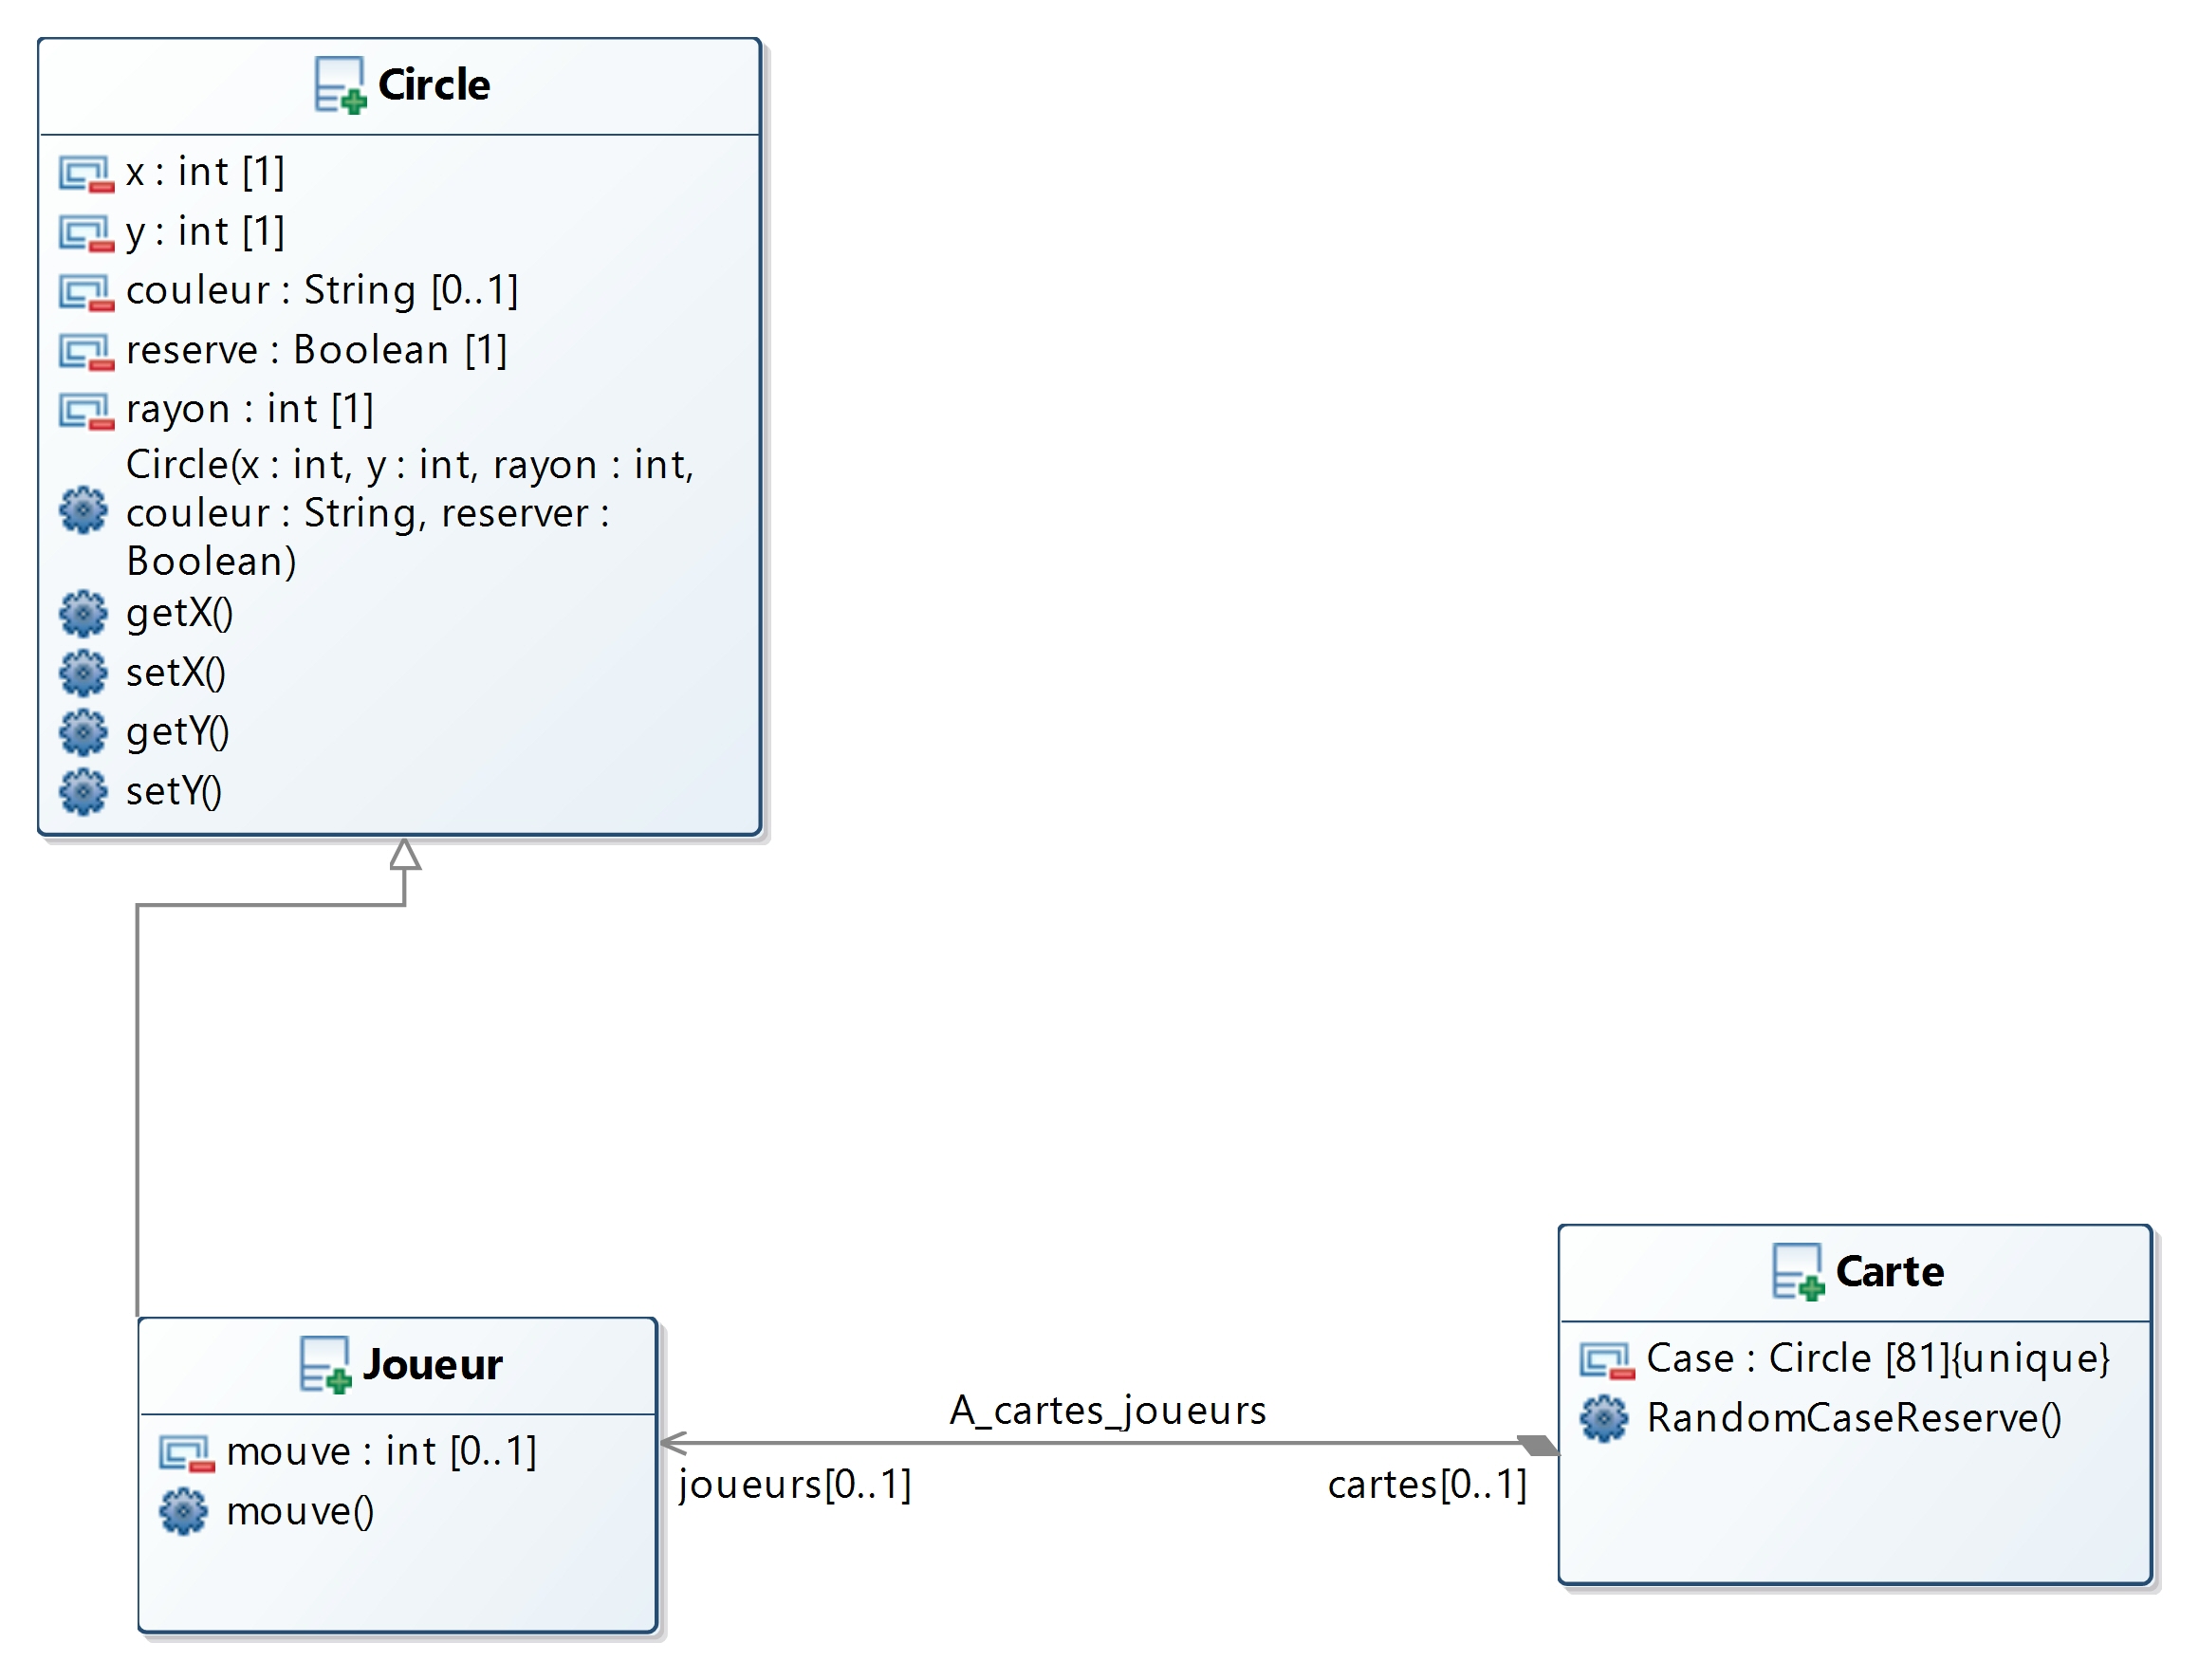 Circle
x : int [1]
y : int [1]
couleur : String [0..1]
reserve : Boolean [1]
rayon : int [1]
Circle(x : int, y : int, rayon : int,
couleur : String, reserver :
Boolean)
getX()
setX()
getY()
setY()
Joueur
mouve : int [0..1]
mouve()
A_cartes_joueurs
joueurs[0..1]
cartes[0..1]
Carte
Case : Circle [81]{unique}
RandomCaseReserve()